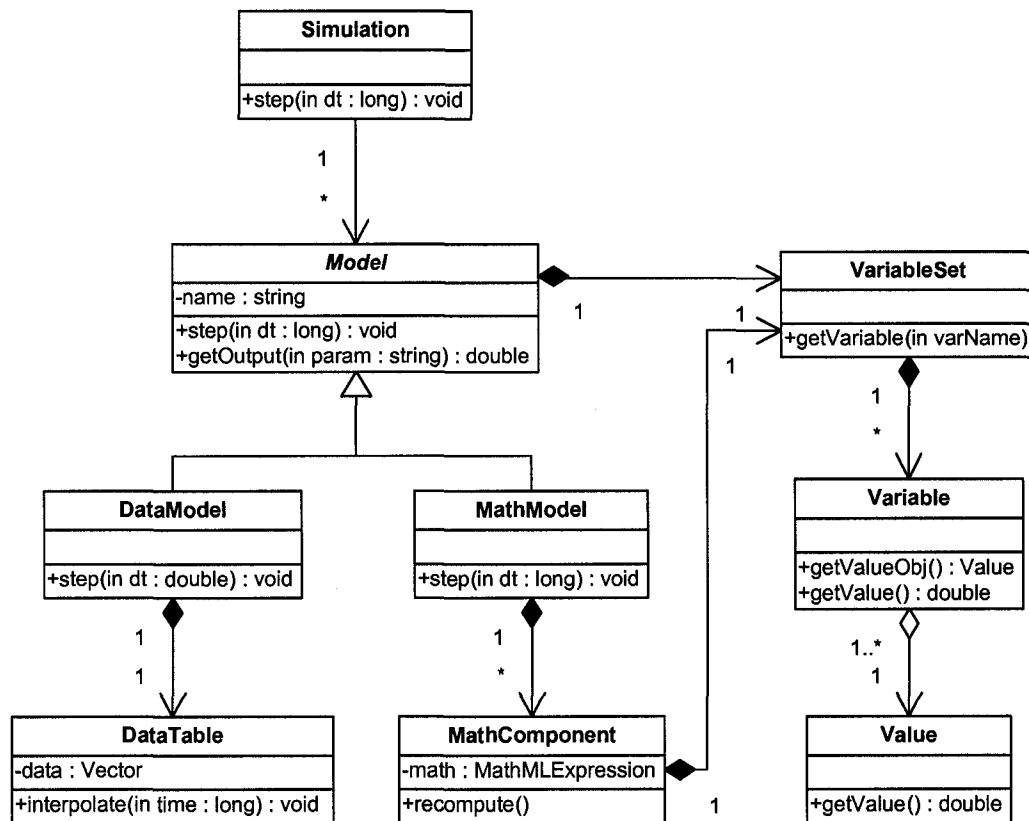 Simulation
+step(in dt : long) : void
1
*
Model
-name : string
+step(in dt : long) : void
+getOutput(in param : string) : double
1
1
VariableSet
+getVariable(in varName)
1
1
*
DataModel
+step(in dt : double) : void
MathModel
+step(in dt : long) : void
Variable
+getValueObj() : Value
+getValue() : double
1
1
1
*
1..*
1
DataTable
-data : Vector
+interpolate(in time : long) : void
MathComponent
-math : MathMLExpression
+recompute()
1
Value
+getValue() : double